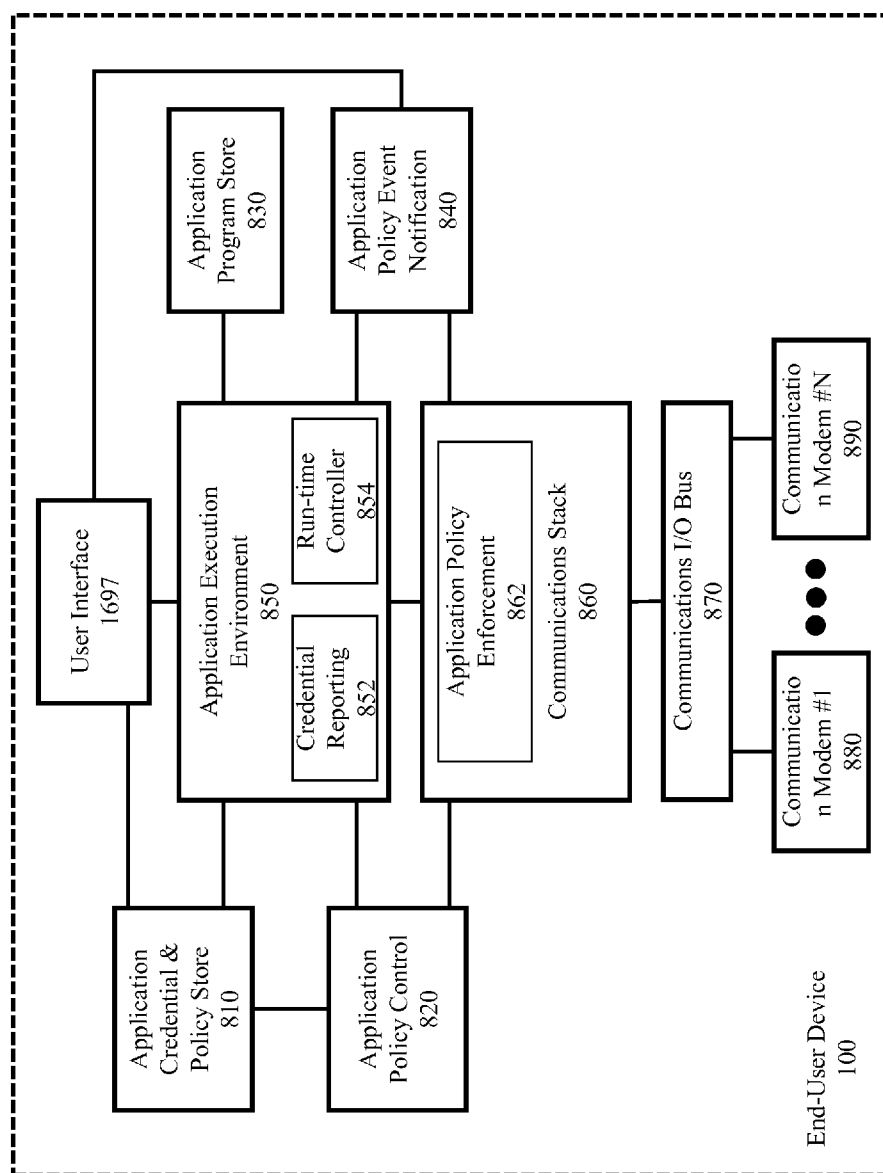 User Interface
1697
Application
Credential &
Policy Store
810
Application Execution
Environment
850
Credential
Reporting
852
Run-time
Controller
854
Application
Program Store
830
Application
Policy Control
820
Application Policy
Enforcement
862
Communications Stack
860
Application
Policy Event
Notification
840
Communications I/O Bus
870
Communicatio
n Modem #1
880
Communicatio
n Modem #N
890
End-User Device
100